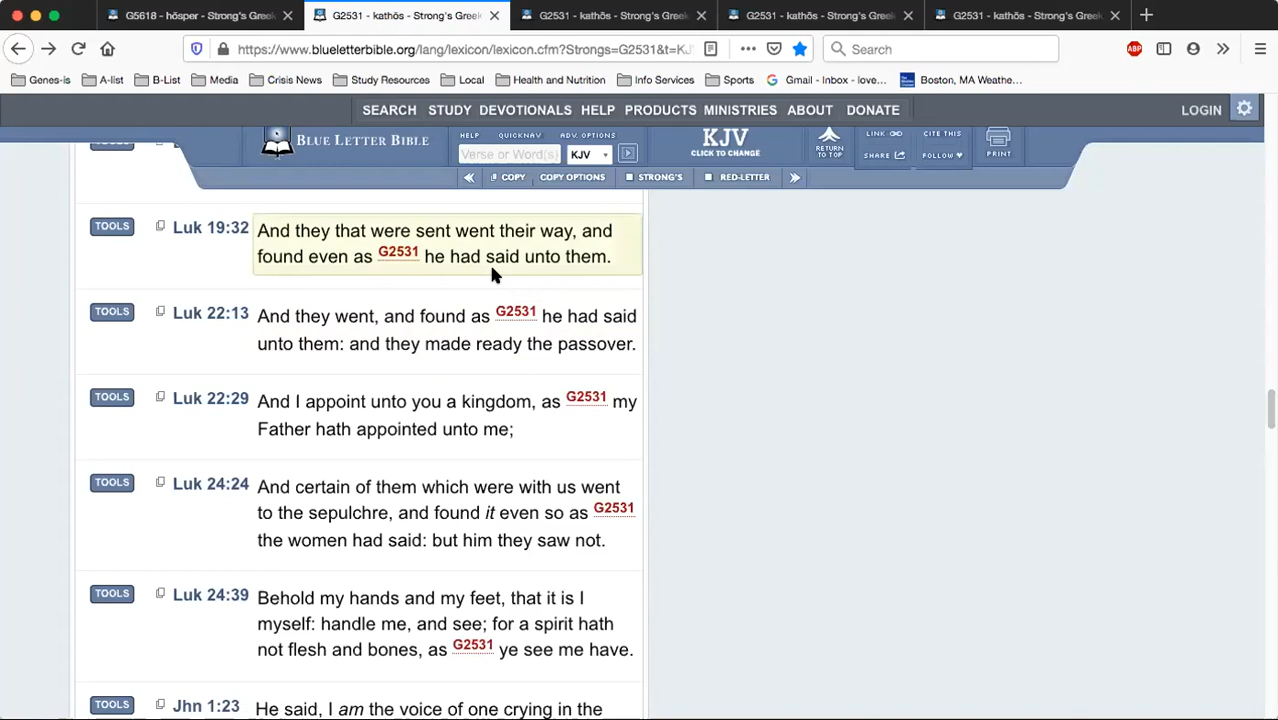 G5618 - hōsper - Strong's Greek
G2531 - kathōs - Strong's Greek
G2531 - kathōs - Strong's Greek
G2531 - kathōs - Strong's Greek
G2531 - kathōs - Strong's Greek
https://www.blueletterbible.org/lang/lexicon/lexicon.cfm?Strongs=G2531&t=KJ
Search
ABP
Genes-is
A-list
B-List
Media
Crisis News
Study Resources
Local
Health and Nutrition
Info Services
Sports
Gmail - Inbox - love...
Boston, MA Weathe...
SEARCH STUDY DEVOTIONALS HELP PRODUCTS MINISTRIES ABOUT DONATE
LOGIN
BLUE LETTER BIBLE
HELP QUICKNAV ADV. OPTIONS
Verse or Word(s) KJV
KJV
CLICK TO CHANGE
RETURN
TO TOP
LINK
SHARE
CITE THIS
FOLLOW
PRINT
COPY COPY OPTIONS STRONG'S RED-LETTER
TOOLS
TOOLS Luk 19:32 And they that were sent went their way, and
found even as G2531 he had said unto them.
TOOLS Luk 22:13 And they went, and found as G2531 he had said
unto them: and they made ready the passover.
TOOLS Luk 22:29 And I appoint unto you a kingdom, as G2531 my
Father hath appointed unto me;
TOOLS Luk 24:24 And certain of them which were with us went
to the sepulchre, and found it even so as G2531
the women had said: but him they saw not.
TOOLS Luk 24:39 Behold my hands and my feet, that it is I
myself: handle me, and see; for a spirit hath
not flesh and bones, as G2531 ye see me have.
TOOLS Jhn 1:23 He said, I am the voice of one crying in the